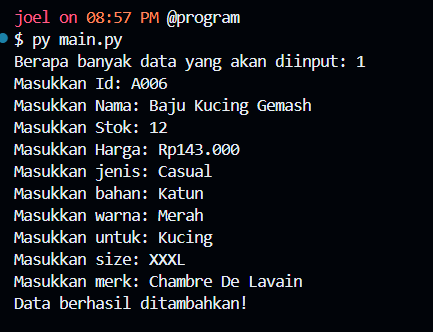 joel on 08:57 PM @program
$ py main.py
Berapa banyak data yang akan diinput: 1
Masukkan Id: A006
Masukkan Nama: Baju Kucing Gemash
Masukkan Stok: 12
Masukkan Harga: Rp143.000
Masukkan jenis: Casual
Masukkan bahan: Katun
Masukkan warna: Merah
Masukkan untuk: Kucing
Masukkan size: XXXL
Masukkan merk: Chambre De Lavain
Data berhasil ditambahkan!